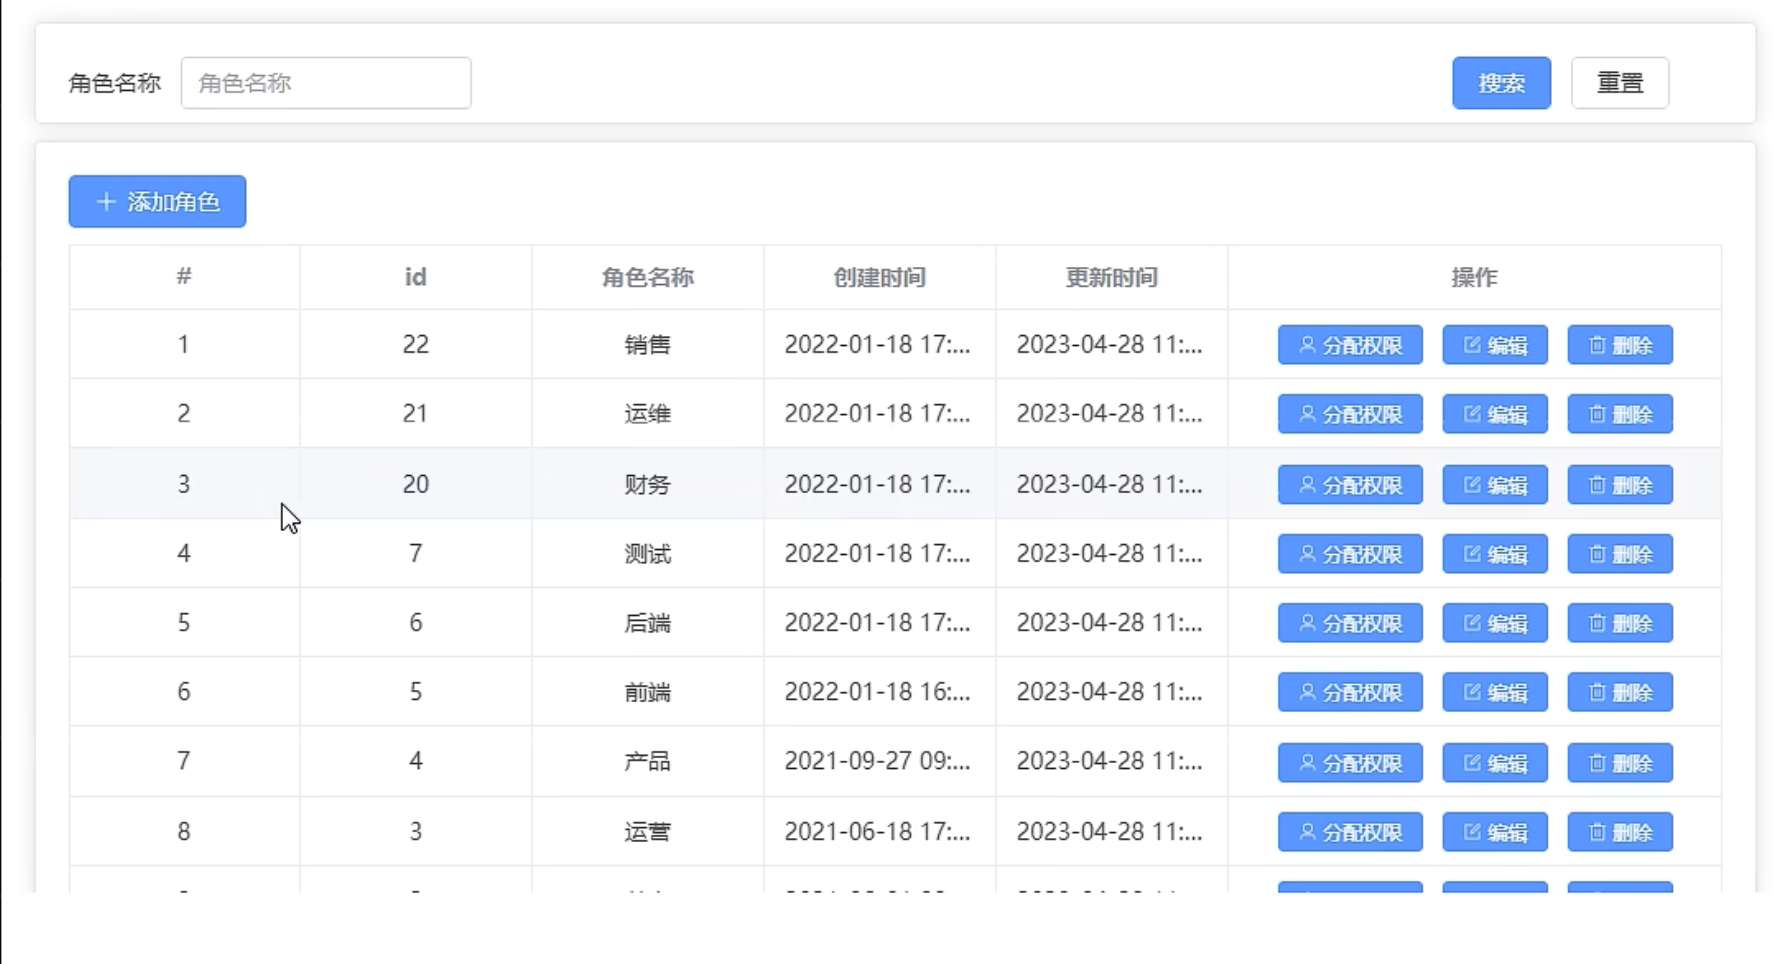 角色名称 角色名称 搜索 重置
添加角色
# id 角色名称 创建时间 更新时间 操作
1 22 销售 2022-01-18 17:... 2023-04-28 11:... 分配权限 编辑 删除
2 21 运维 2022-01-18 17:... 2023-04-28 11:... 分配权限 编辑 删除
3 20 财务 2022-01-18 17:... 2023-04-28 11:... 分配权限 编辑 删除
4 7 测试 2022-01-18 17:... 2023-04-28 11:... 分配权限 编辑 删除
5 6 后端 2022-01-18 17:... 2023-04-28 11:... 分配权限 编辑 删除
6 5 前端 2022-01-18 16:... 2023-04-28 11:... 分配权限 编辑 删除
7 4 产品 2021-09-27 09:... 2023-04-28 11:... 分配权限 编辑 删除
8 3 运营 2021-06-18 17:... 2023-04-28 11:... 分配权限 编辑 删除